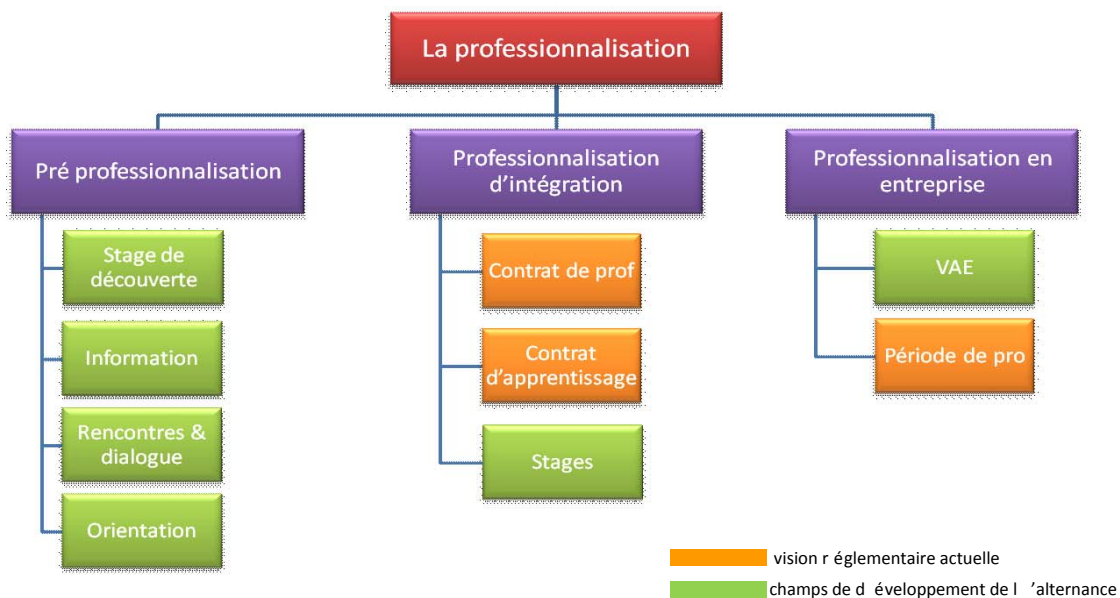 La professionnalisation
Pré professionnalisation
Stage de
découverte
Information
Rencontres &
dialogue
Orientation
Professionnalisation
d’intégration
Contrat de prof
Contrat
d’apprentissage
Stages
Professionnalisation en
entreprise
VAE
Période de pro
vision r églementaire actuelle
champs de d éveloppement de l ’alternance